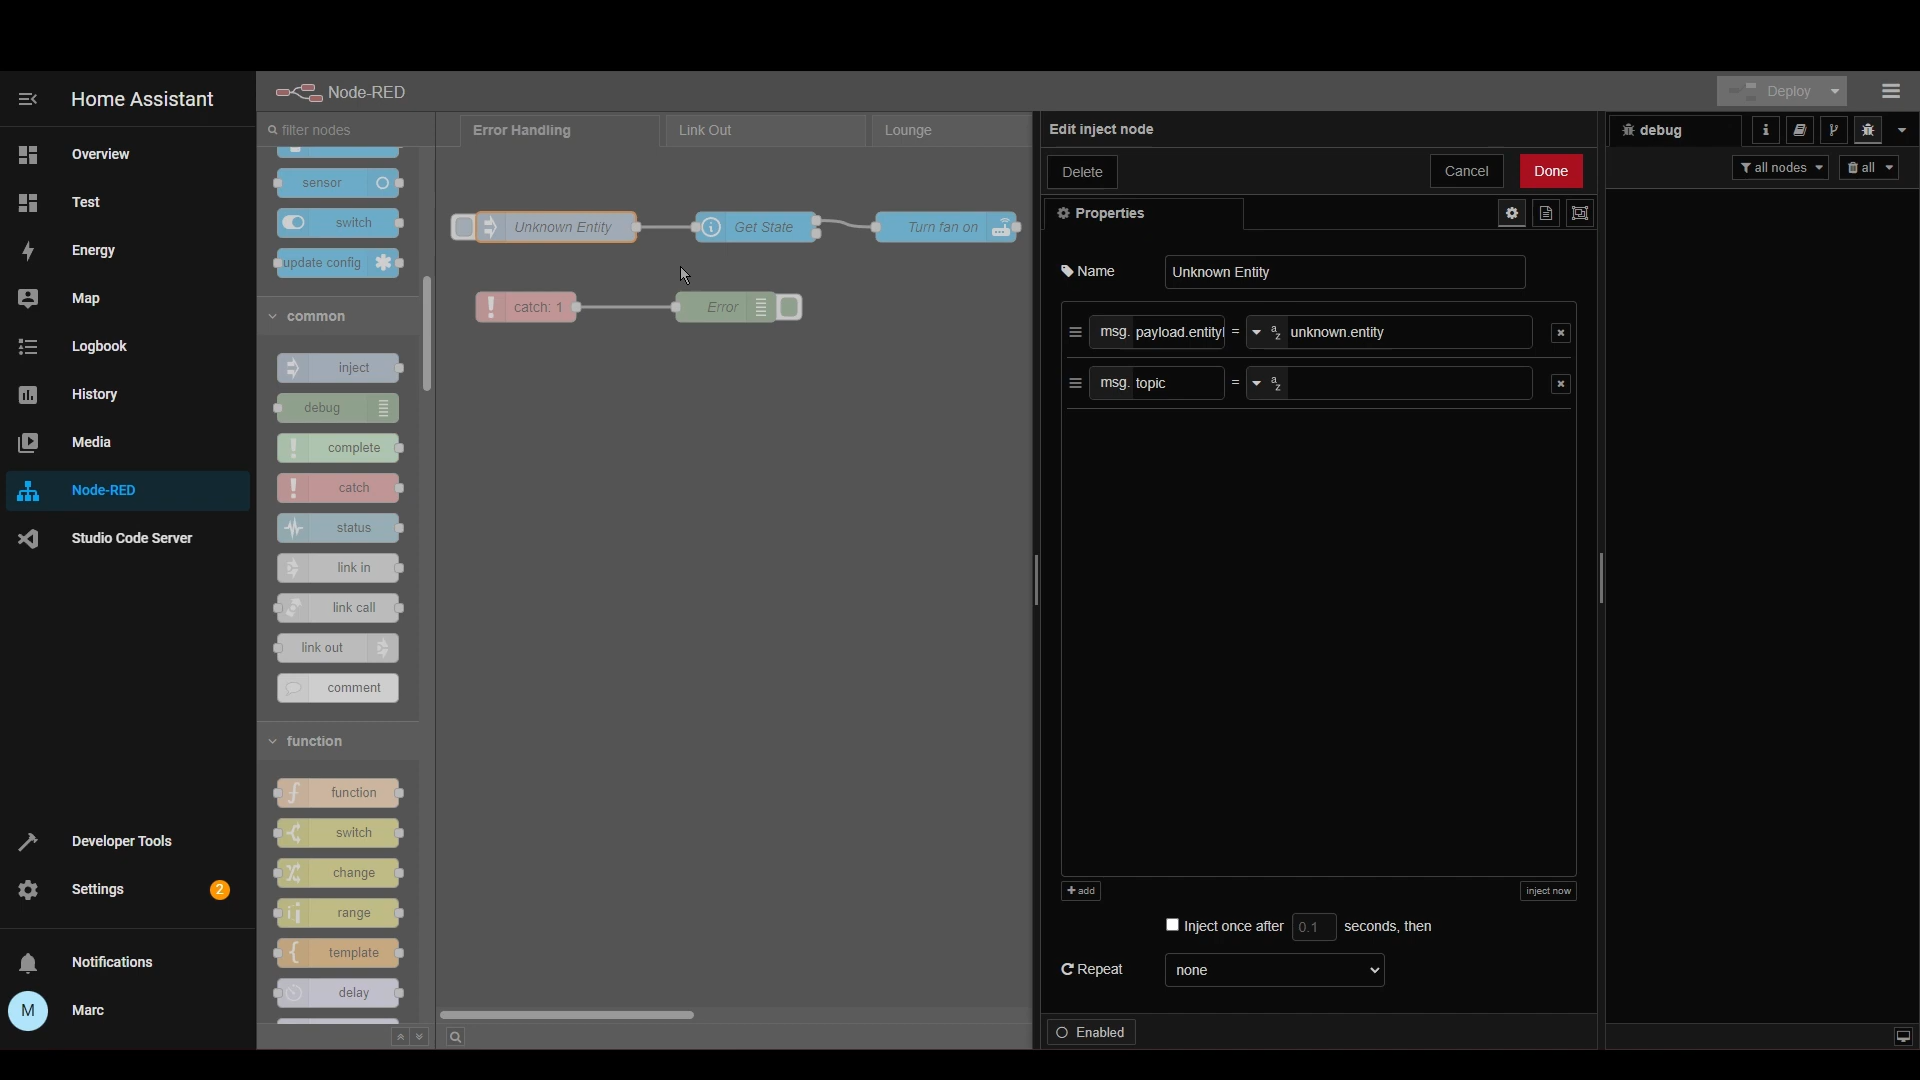 Home Assistant
Overview
Test
Energy
Map
Logbook
History
Media
Node-RED
Studio Code Server
Developer Tools
Settings
2
Notifications
M
Marc
Node-RED
Deploy
filter nodes
sensor
switch
update config
common
inject
debug
complete
catch
status
link in
link call
link out
comment
function
function
switch
change
range
template
delay
Error Handling
Link Out
Lounge
Unknown Entity
Get State
Turn fan on
catch: 1
Error
Edit inject node
Delete
Cancel
Done
Properties
Name
Unknown Entity
msg. payload.entity = az unknown.entity
msg. topic = az
add
inject now
Inject once after 0.1 seconds, then
Repeat
none
Enabled
debug
all nodes
all